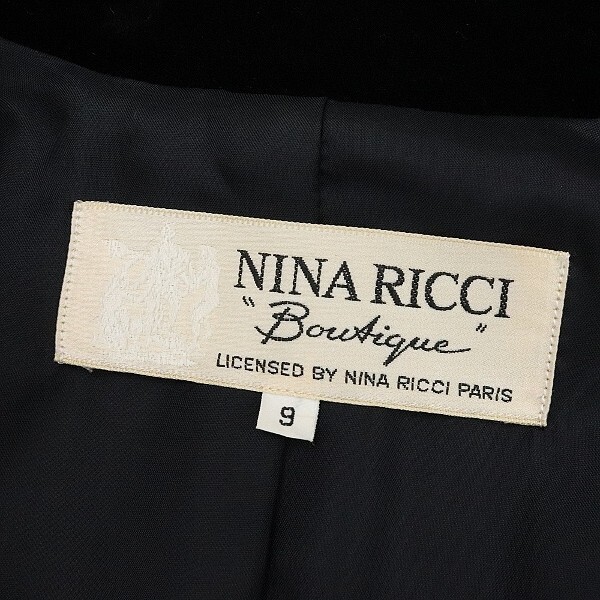 NINA RICCI
"Boutique"
LICENSED BY NINA RICCI PARIS
9